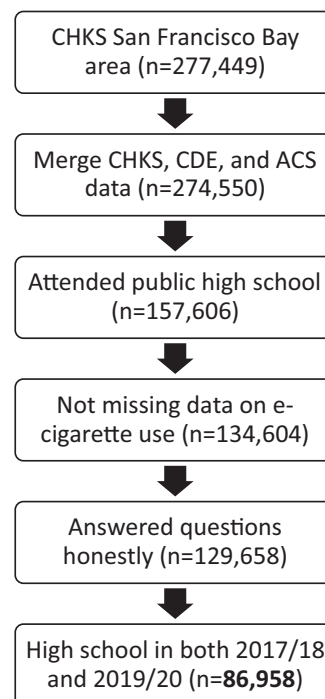 CHKS San Francisco Bay
area (n=277,449)
Merge CHKS, CDE, and ACS
data (n=274,550)
Attended public high school
(n=157,606)
Not missing data on e-
cigarette use (n=134,604)
Answered questions
honestly (n=129,658)
High school in both 2017/18
and 2019/20 (n=86,958)